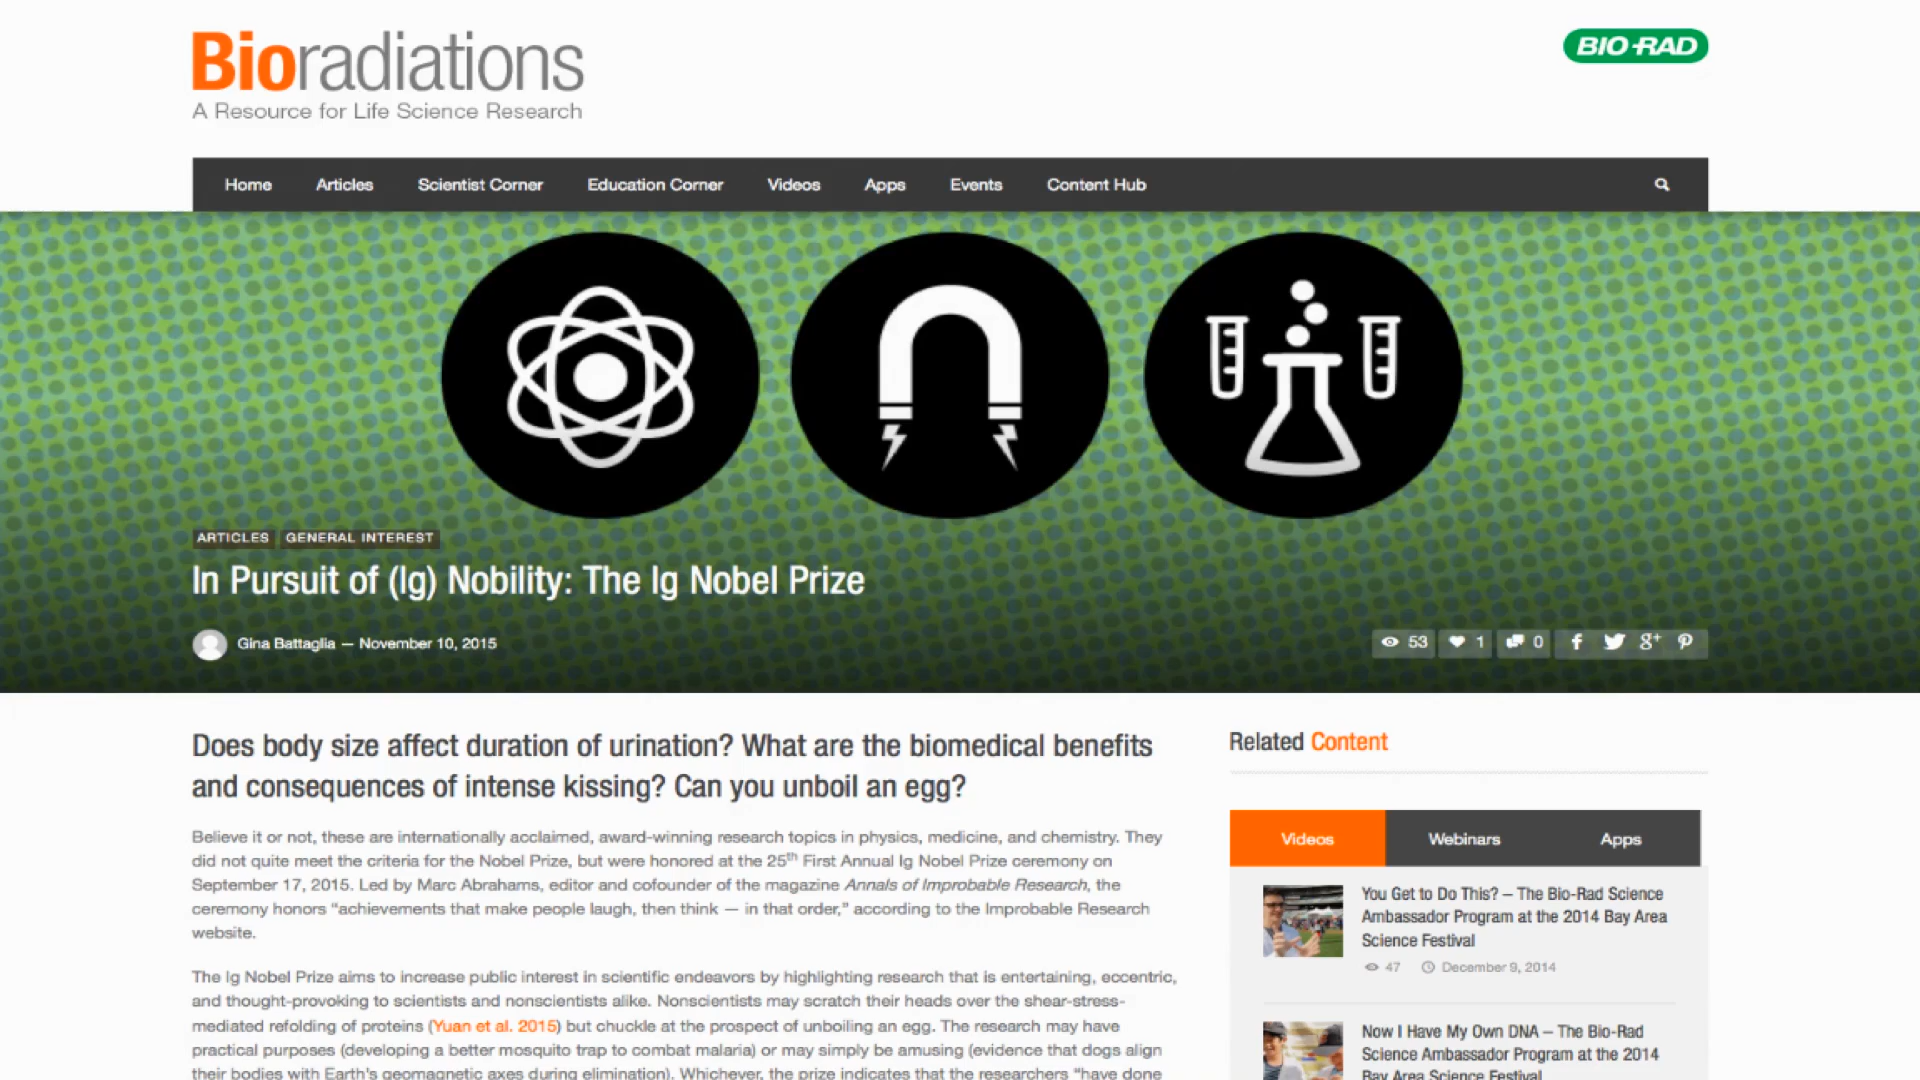 Bioradiations
A Resource for Life Science Research
BIO-RAD
Home Articles Scientist Corner Education Corner Videos Apps Events Content Hub
ARTICLES GENERAL INTEREST
In Pursuit of (Ig) Nobility: The Ig Nobel Prize
Gina Battaglia — November 10, 2015
53 1 0
Does body size affect duration of urination? What are the biomedical benefits
and consequences of intense kissing? Can you unboil an egg?
Believe it or not, these are internationally acclaimed, award-winning research topics in physics, medicine, and chemistry. They
did not quite meet the criteria for the Nobel Prize, but were honored at the 25th First Annual Ig Nobel Prize ceremony on
September 17, 2015. Led by Marc Abrahams, editor and cofounder of the magazine Annals of Improbable Research, the
ceremony honors “achievements that make people laugh, then think — in that order,” according to the Improbable Research
website.
The Ig Nobel Prize aims to increase public interest in scientific endeavors by highlighting research that is entertaining, eccentric,
and thought-provoking to scientists and nonscientists alike. Nonscientists may scratch their heads over the shear-stress-
mediated refolding of proteins (Yuan et al. 2015) but chuckle at the prospect of unboiling an egg. The research may have
practical purposes (developing a better mosquito trap to combat malaria) or may simply be amusing (evidence that dogs align
their bodies with Earth's geomagnetic axes during elimination). Whichever, the prize indicates that the researchers “have done
Related Content
Videos Webinars Apps
You Get to Do This? – The Bio-Rad Science
Ambassador Program at the 2014 Bay Area
Science Festival
47 December 9, 2014
Now I Have My Own DNA – The Bio-Rad
Science Ambassador Program at the 2014
Bay Area Science Festival